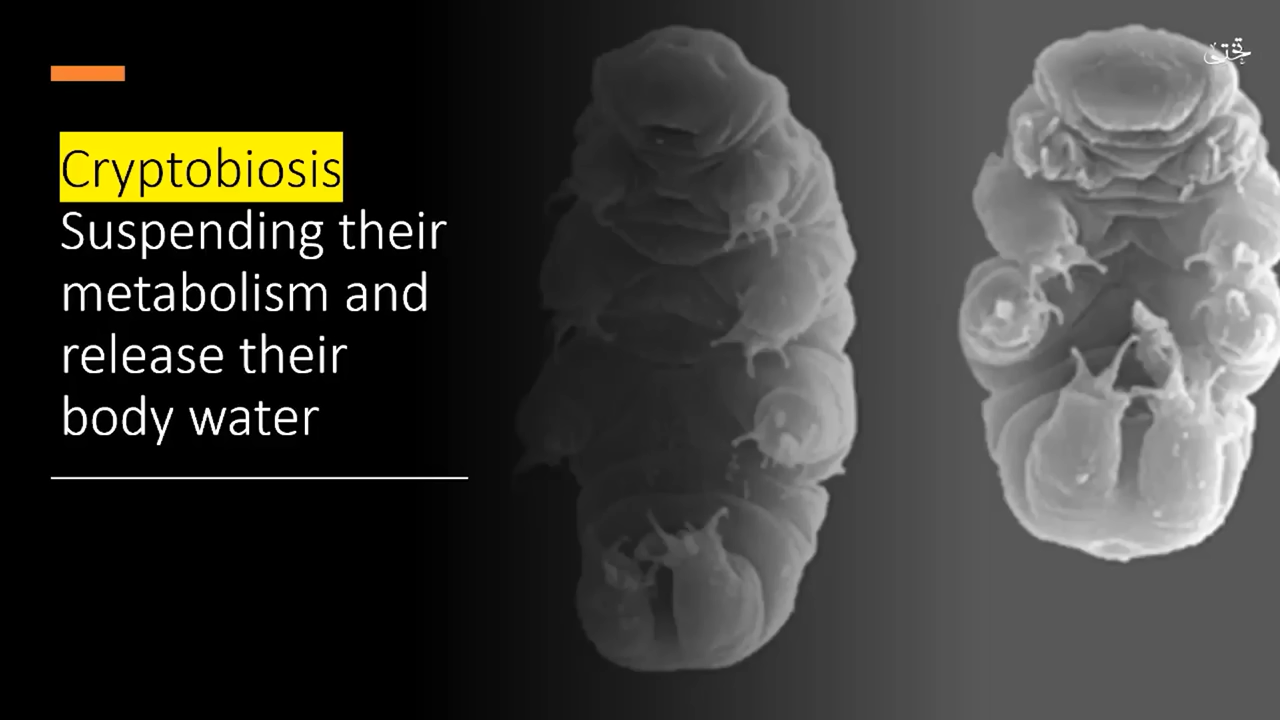 Cryptobiosis
Suspending their
metabolism and
release their
body water